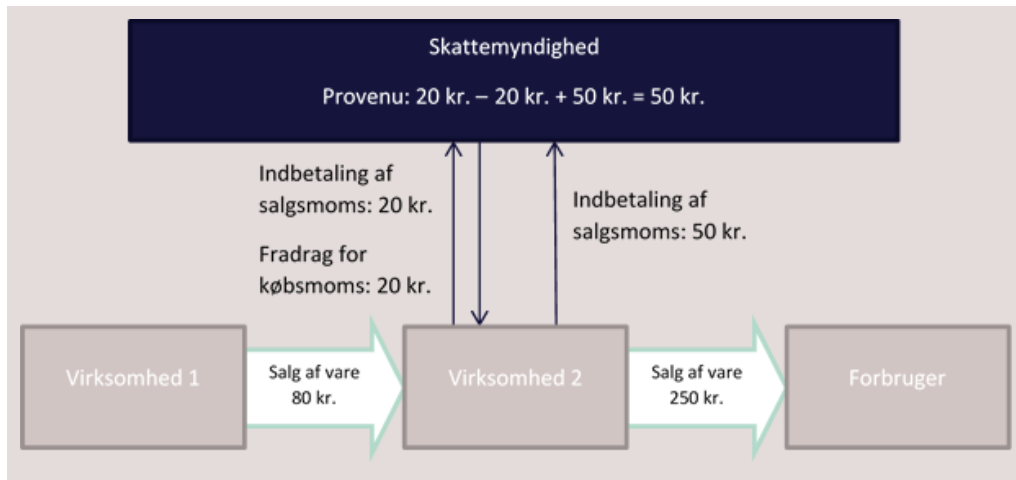 Skattemyndighed
Provenu: 20 kr. – 20 kr. + 50 kr. = 50 kr.
Indbetaling af
salgsmoms: 20 kr.
Fradrag for
købsmoms: 20 kr.
Indbetaling af
salgsmoms: 50 kr.
Virksomhed 1
Salg af vare
80 kr.
Virksomhed 2
Salg af vare
250 kr.
Forbruger